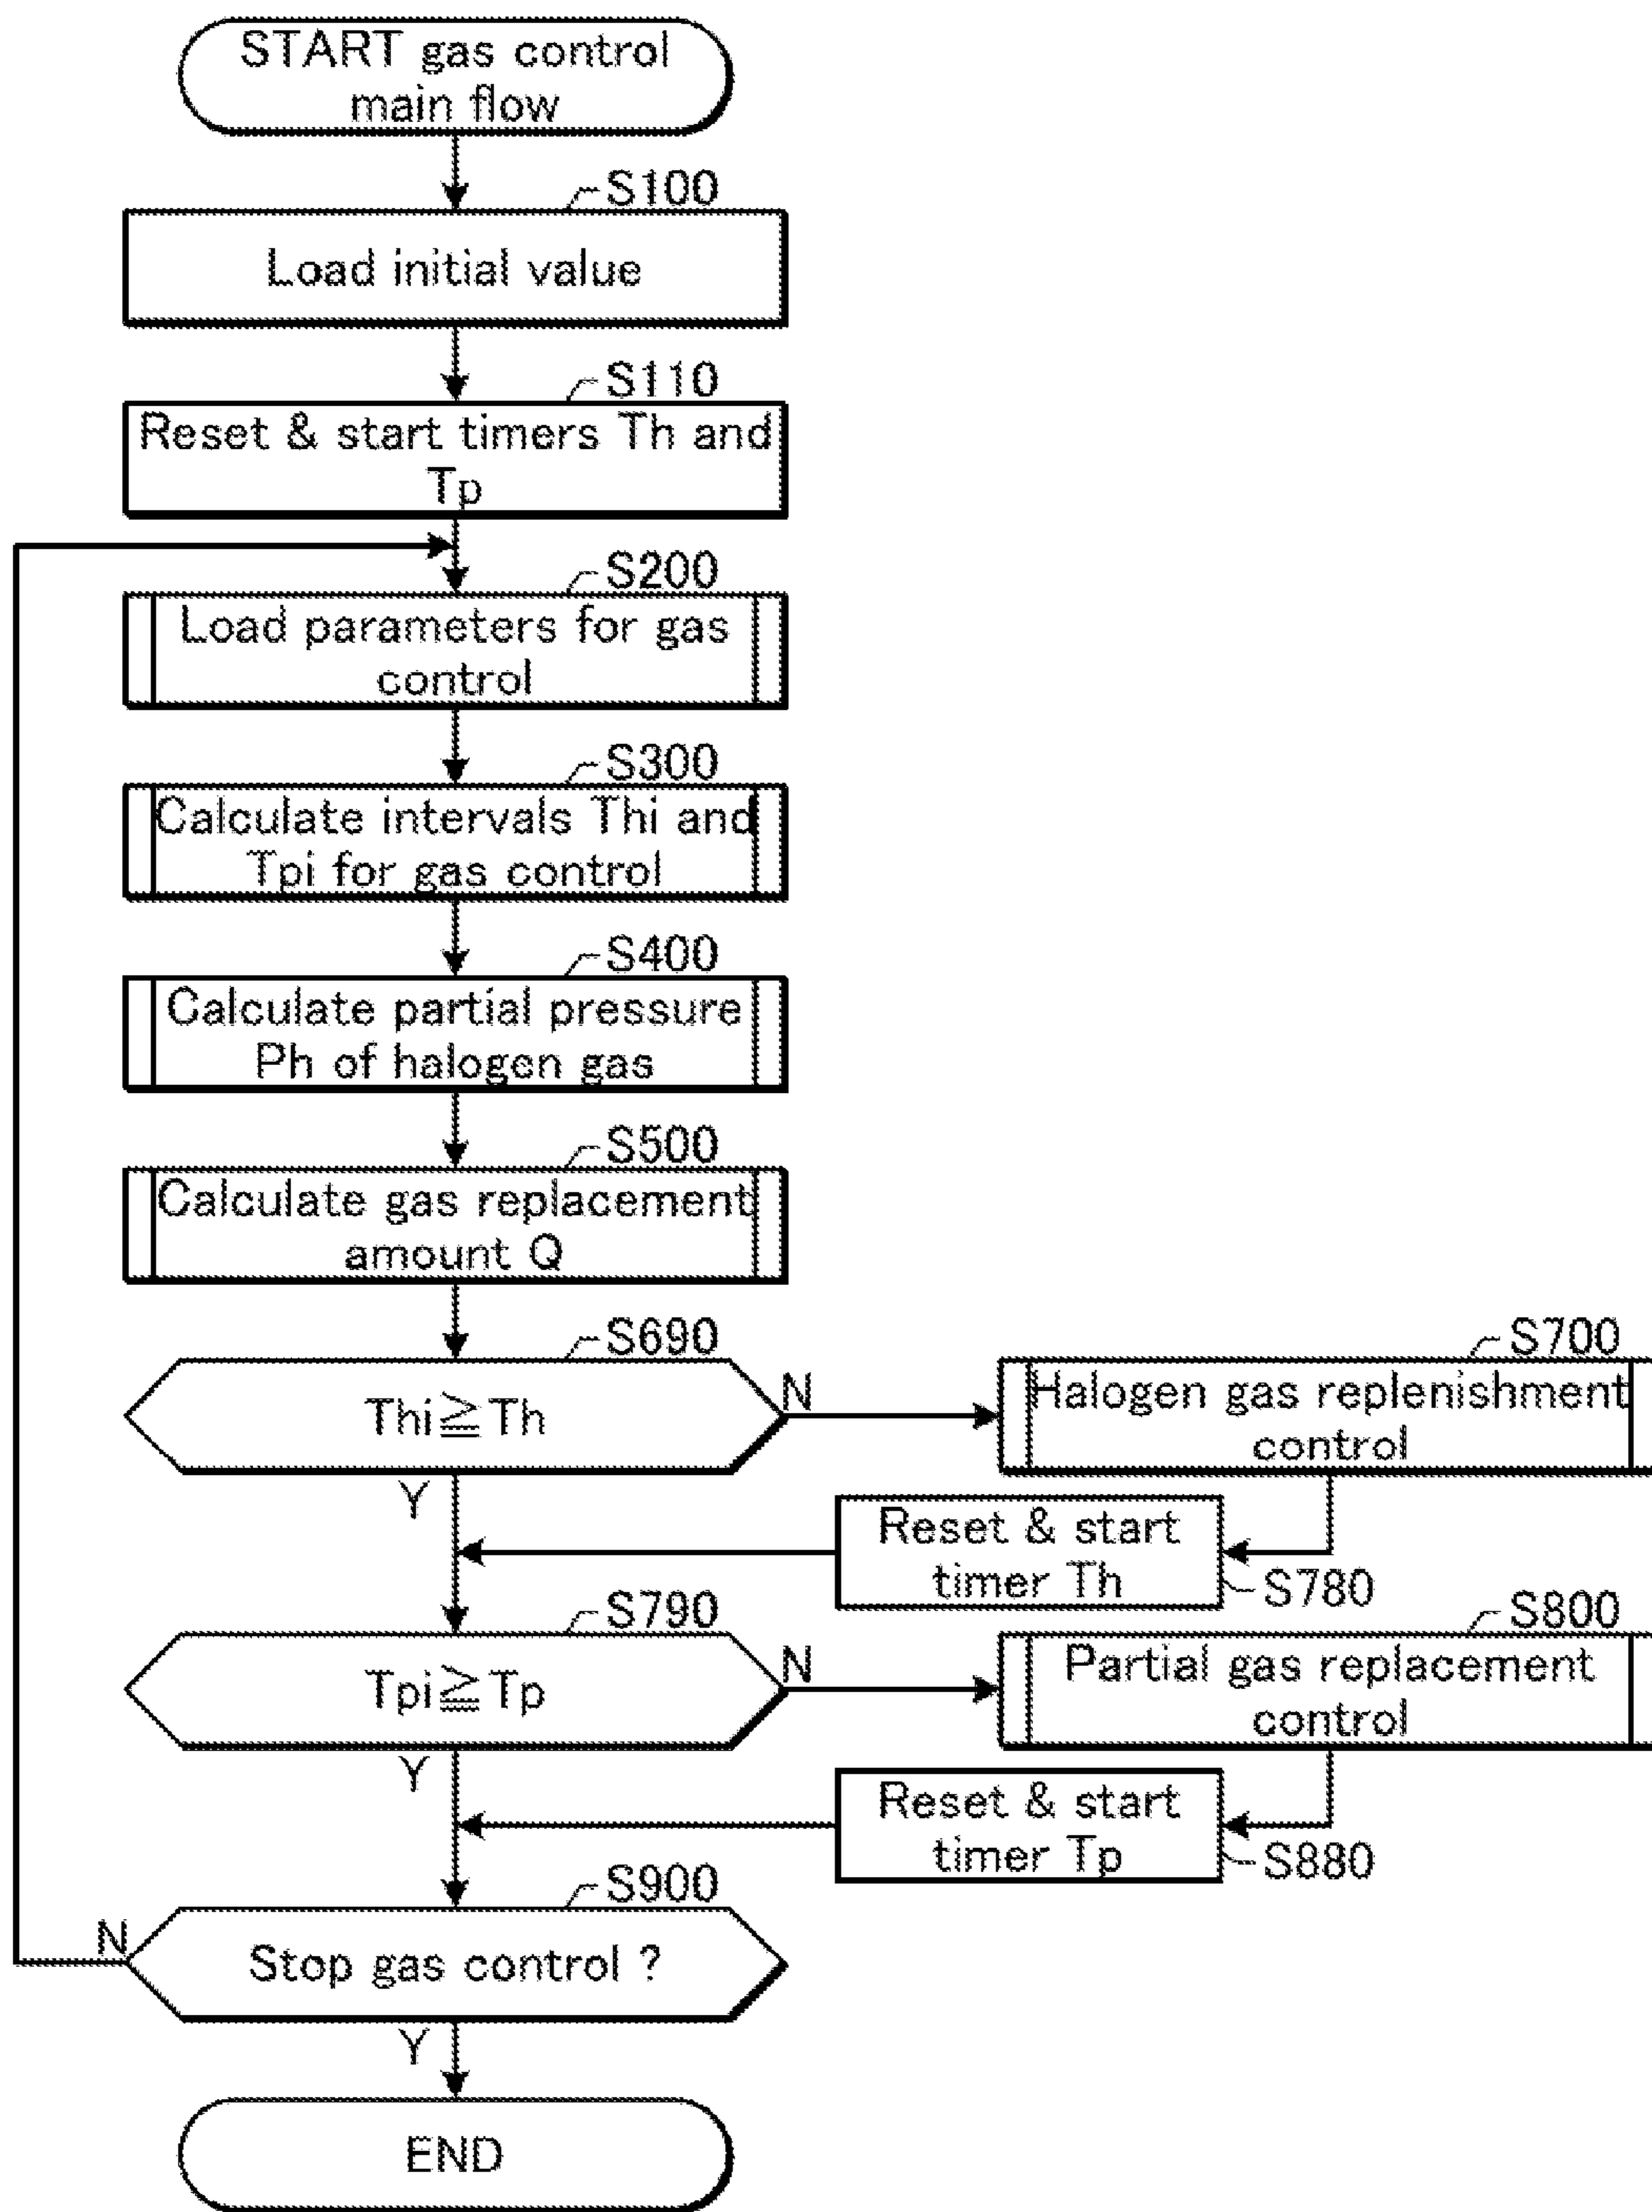 START gas control
main flow
S100
Load initial value
S110
Reset & start timers Th and
Tp
S200
Load parameters for gas
control
S300
Calculate intervals Thi and
Tpi for gas control
S400
Calculate partial pressure
Ph of halogen gas
S500
Calculate gas replacement
amount Q
S690
Thi≧Th
N
Y
S700
Halogen gas replenishment
control
Reset & start
timer Th
S780
S790
Tpi≧Tp
N
Y
S800
Partial gas replacement
control
Reset & start
timer Tp
S880
S900
Stop gas control ?
N
Y
END